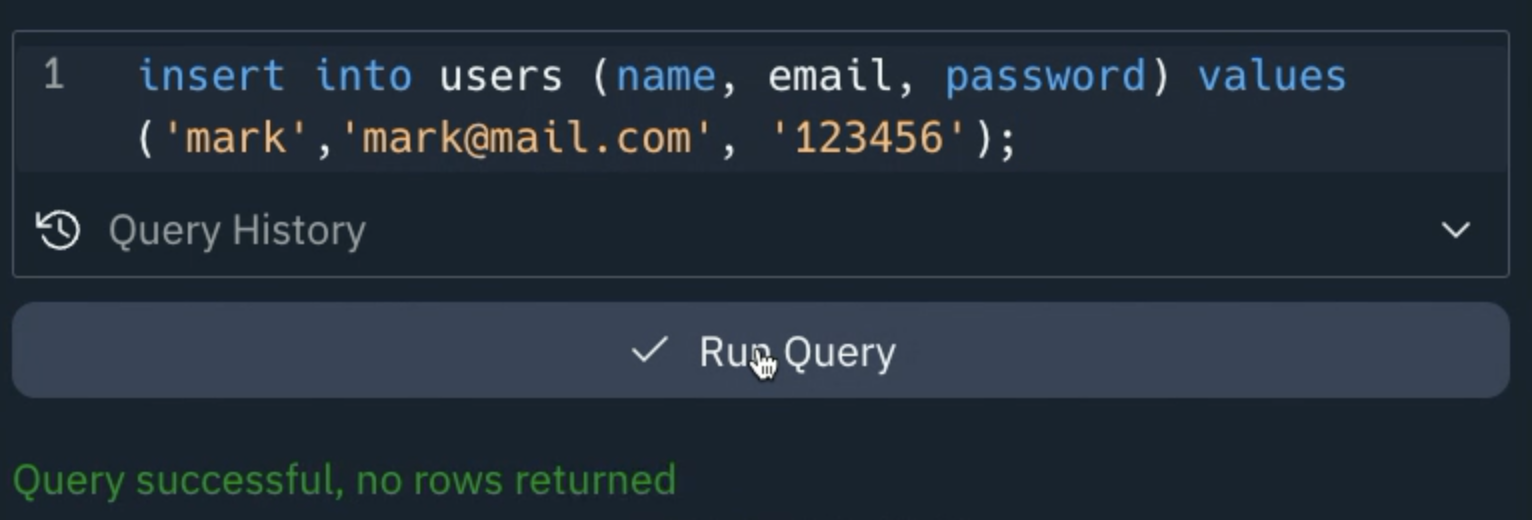 1 insert into users (name, email, password) values
('mark','mark@mail.com', '123456');
Query History
Run Query
Query successful, no rows returned